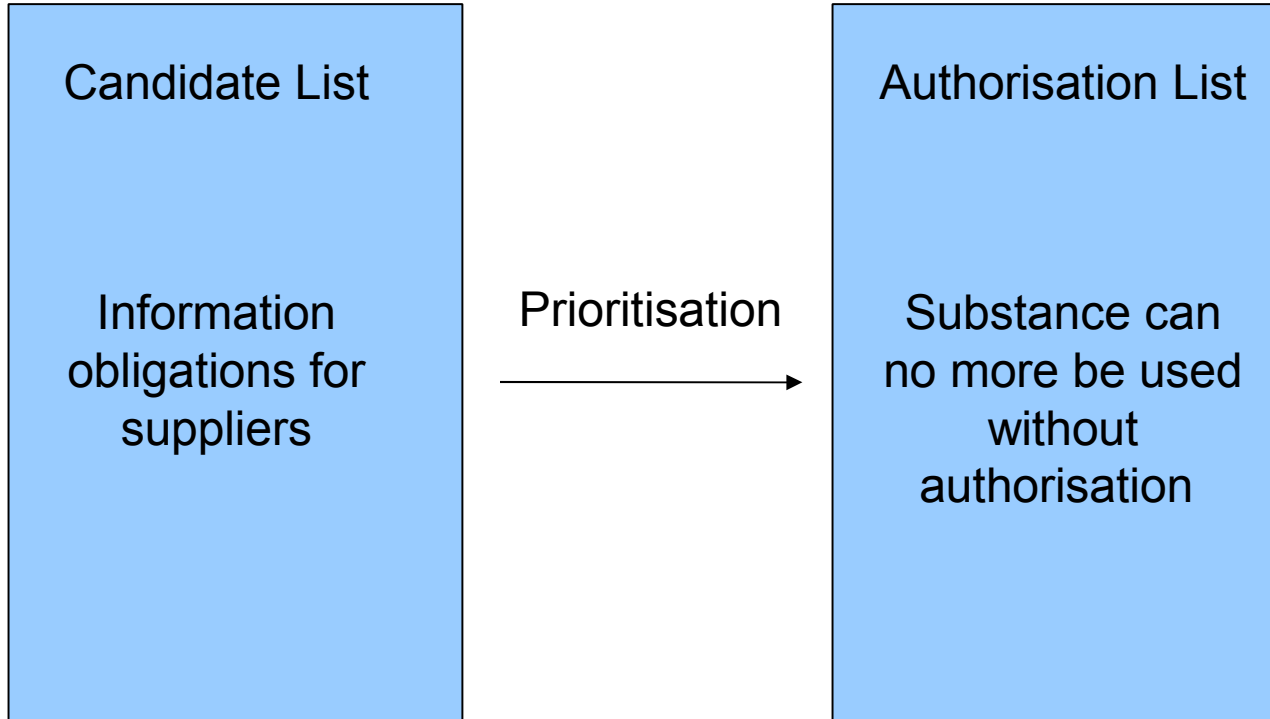 Candidate List
Information
obligations for
suppliers
Prioritisation
Authorisation List
Substance can
no more be used
without
authorisation